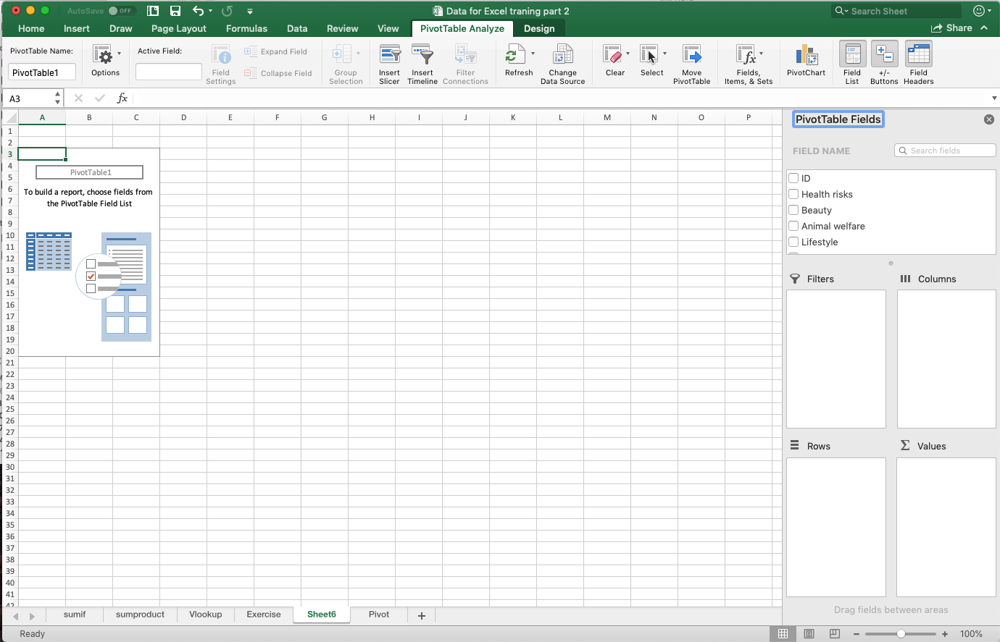 AutoSave OFF
Data for Excel traning part 2
Search Sheet
Home Insert Draw Page Layout Formulas Data Review View PivotTable Analyze Design Share
PivotTable Name:
PivotTable1
Options
Active Field:
Field Settings
Expand Field
Collapse Field
Group Selection
Insert Slicer
Insert Timeline
Filter Connections
Refresh
Change Data Source
Clear
Select
Move PivotTable
Fields, Items, & Sets
PivotChart
Field List
+/- Buttons
Field Headers
A3 fx
A B C D E F G H I J K L M N O P
1
2
3
4
5
6
7
8
9
10
11
12
13
14
15
16
17
18
19
20
21
22
23
24
25
26
27
28
29
30
31
32
33
34
35
36
37
38
39
40
41
42
PivotTable1
To build a report, choose fields from
the PivotTable Field List
PivotTable Fields
FIELD NAME
Search fields
ID
Health risks
Beauty
Animal welfare
Lifestyle
Filters
Columns
Rows
Values
Drag fields between areas
sumif sumproduct Vlookup Exercise Sheet6 Pivot +
Ready
100%